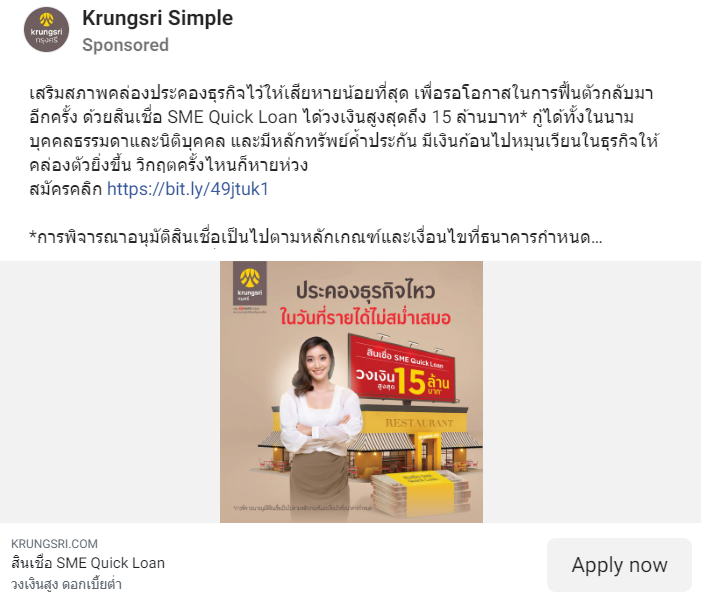 Krungsri Simple
Sponsored
krungsri
กรุงศรี
เสริมสภาพคล่องประคองธุรกิจไว้ให้เสียหายน้อยที่สุด เพื่อรอโอกาสในการฟื้นตัวกลับมา
อีกครั้ง ด้วยสินเชื่อ SME Quick Loan ได้วงเงินสูงสุดถึง 15 ล้านบาท* กู้ได้ทั้งในนาม
บุคคลธรรมดาและนิติบุคคล และมีหลักทรัพย์ค้ำประกัน มีเงินก้อนไปหมุนเวียนในธุรกิจให้
คล่องตัวยิ่งขึ้น วิกฤตครั้งไหนก็หายห่วง
สมัครคลิก https://bit.ly/49jtuk1
*การพิจารณาอนุมัติสินเชื่อเป็นไปตามหลักเกณฑ์และเงื่อนไขที่ธนาคารกำหนด...
krungsri
กรุงศรี
ประคองธุรกิจไหว
ในวันที่รายได้ไม่สม่ำเสมอ
สินเชื่อ SME Quick Loan
วงเงิน
สูงสุด
15 ล้าน
บาท*
RESTAURANT
สินเชื่อ SME
Quick Loan
KRUNGSRI.COM
สินเชื่อ SME Quick Loan
วงเงินสูง ดอกเบี้ยต่ำ
Apply now